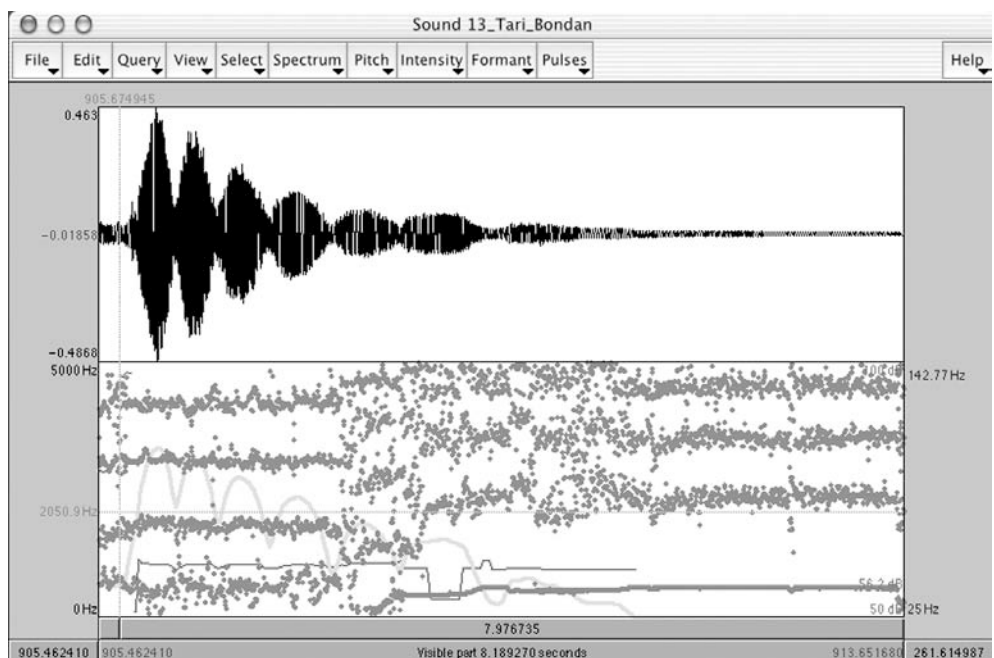 Sound 13_Tari_Bondan
File Edit Query View Select Spectrum Pitch Intensity Formant Pulses Help
905.674945
0.463
-0.01858
-0.4868
5000 Hz 100 dB 142.77 Hz
2050.9 Hz
56.2 dB
0 Hz 50 dB 25 Hz
7.976735
905.462410 905.462410 Visible part 8.189270 seconds 913.651680 261.614987